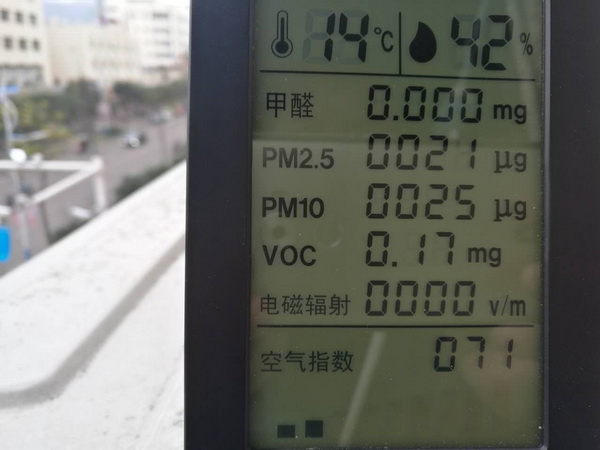 14°C 42%
甲醛 0.000 mg
PM2.5 0021 μg
PM10 0025 μg
VOC 0.17 mg
电磁辐射 0000 v/m
空气指数 071